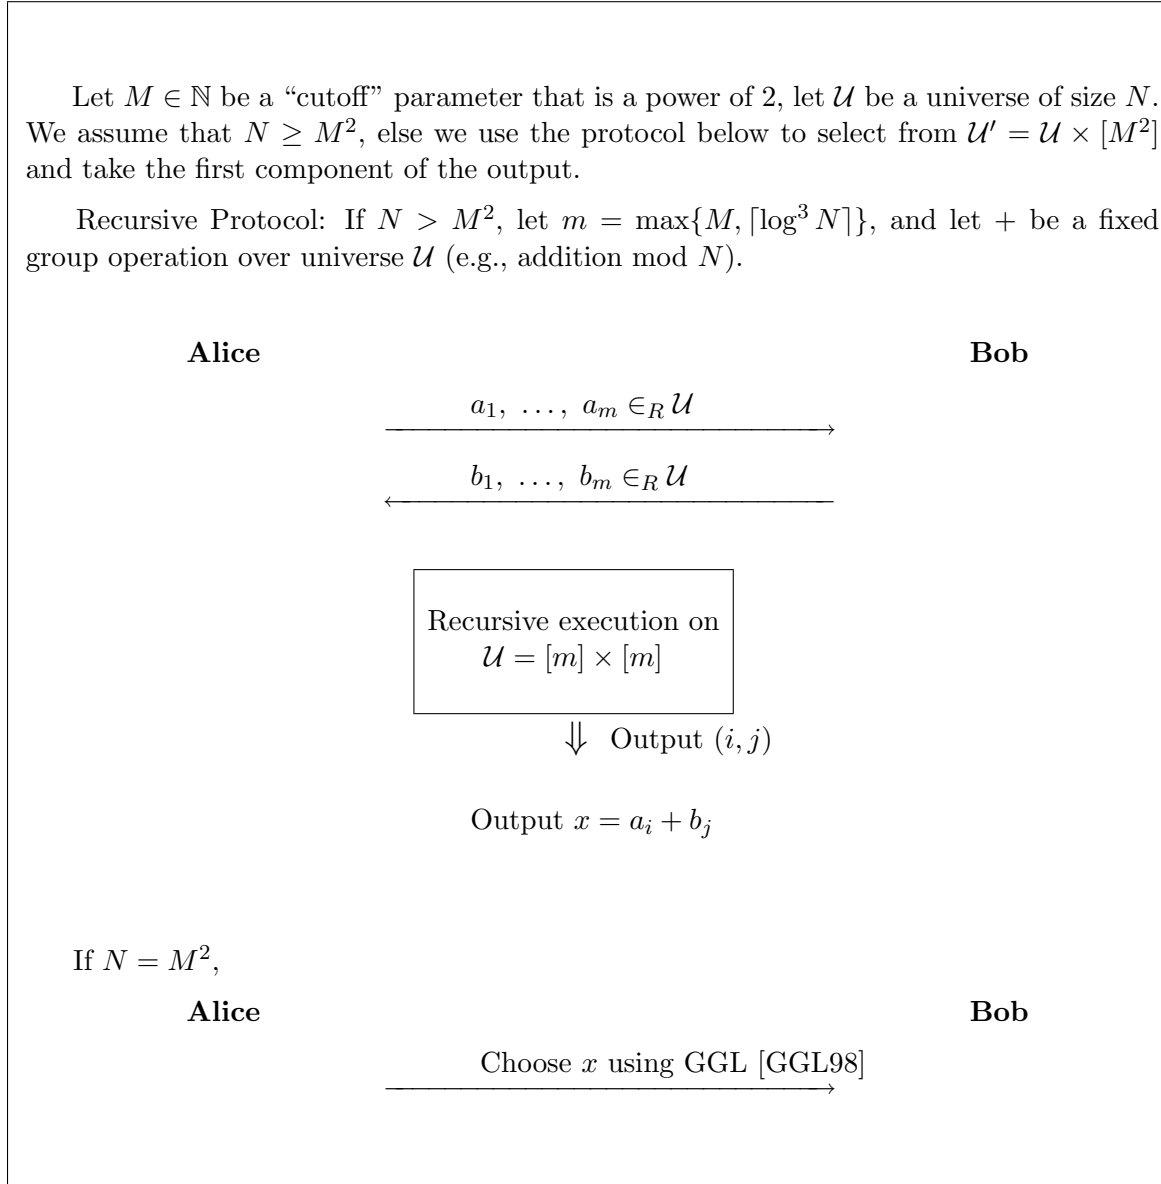 Let M ∈ ℕ be a “cutoff” parameter that is a power of 2, let 𝒰 be a universe of size N.
We assume that N ≥ M², else we use the protocol below to select from 𝒰′ = 𝒰 × [M²]
and take the first component of the output.
Recursive Protocol: If N > M², let m = max{M, ⌈log³ N⌉}, and let + be a fixed
group operation over universe 𝒰 (e.g., addition mod N).
Alice Bob
a₁, …, aₘ ∈_R 𝒰
b₁, …, bₘ ∈_R 𝒰
Recursive execution on
𝒰 = [m] × [m]
⇓ Output (i, j)
Output x = aᵢ + bⱼ
If N = M²,
Alice Bob
Choose x using GGL [GGL98]